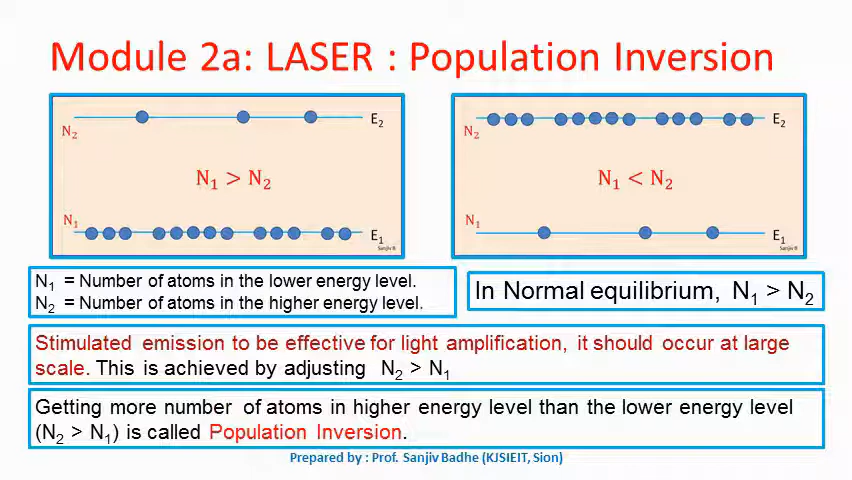 Module 2a: LASER : Population Inversion
N₂
E₂
N₁ > N₂
N₁
E₁
Sanjiv B
N₂
E₂
N₁ < N₂
N₁
E₁
Sanjiv B
N₁ = Number of atoms in the lower energy level.
N₂ = Number of atoms in the higher energy level.
In Normal equilibrium, N₁ > N₂
Stimulated emission to be effective for light amplification, it should occur at large
scale. This is achieved by adjusting N₂ > N₁
Getting more number of atoms in higher energy level than the lower energy level
(N₂ > N₁) is called Population Inversion.
Prepared by : Prof. Sanjiv Badhe (KJSIEIT, Sion)